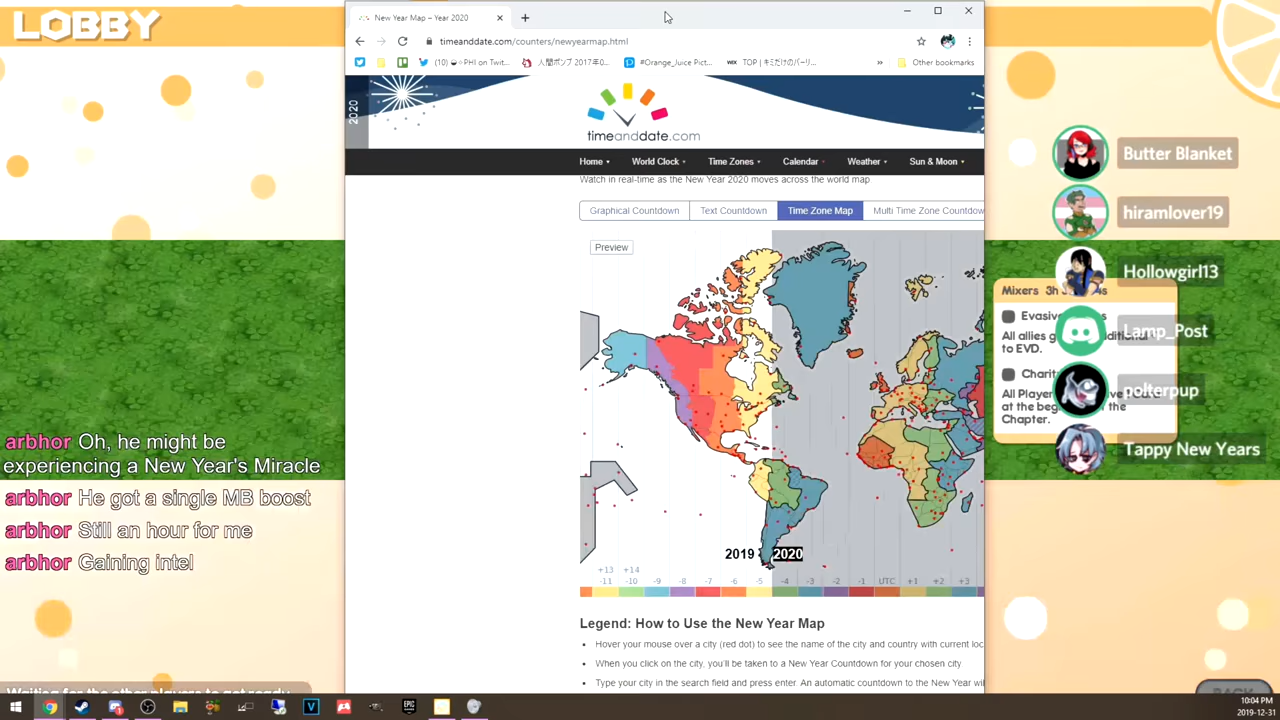 LOBBY
New Year Map – Year 2020
timeanddate.com/counters/newyearmap.html
(10) PHI on Twit...
人間ポンプ 2017年0...
#Orange_Juice Pict...
WIX TOP | キミだけのパーリ...
»
Other bookmarks
2020
timeanddate.com
Home
World Clock
Time Zones
Calendar
Weather
Sun & Moon
Watch in real-time as the New Year 2020 moves across the world map.
Graphical Countdown
Text Countdown
Time Zone Map
Multi Time Zone Countdow
Preview
2019
2020
+13 +14
-11 -10 -9 -8 -7 -6 -5 -4 -3 -2 -1 UTC +1 +2 +3
Legend: How to Use the New Year Map
Hover your mouse over a city (red dot) to see the name of the city and country with current loc
When you click on the city, you'll be taken to a New Year Countdown for your chosen city
Type your city in the search field and press enter. An automatic countdown to the New Year wil
arbhor Oh, he might be
experiencing a New Year's Miracle
arbhor He got a single MB boost
arbhor Still an hour for me
arbhor Gaining intel
Waiting for the other players to get ready
Butter Blanket
hiramlover19
Hollowgirl13
Lamp_Post
polterpup
Tappy New Years
Mixers 3h
All allies
to EVD.
All Player
at the the
Chapter.
BACK
10:04 PM
2019-12-31